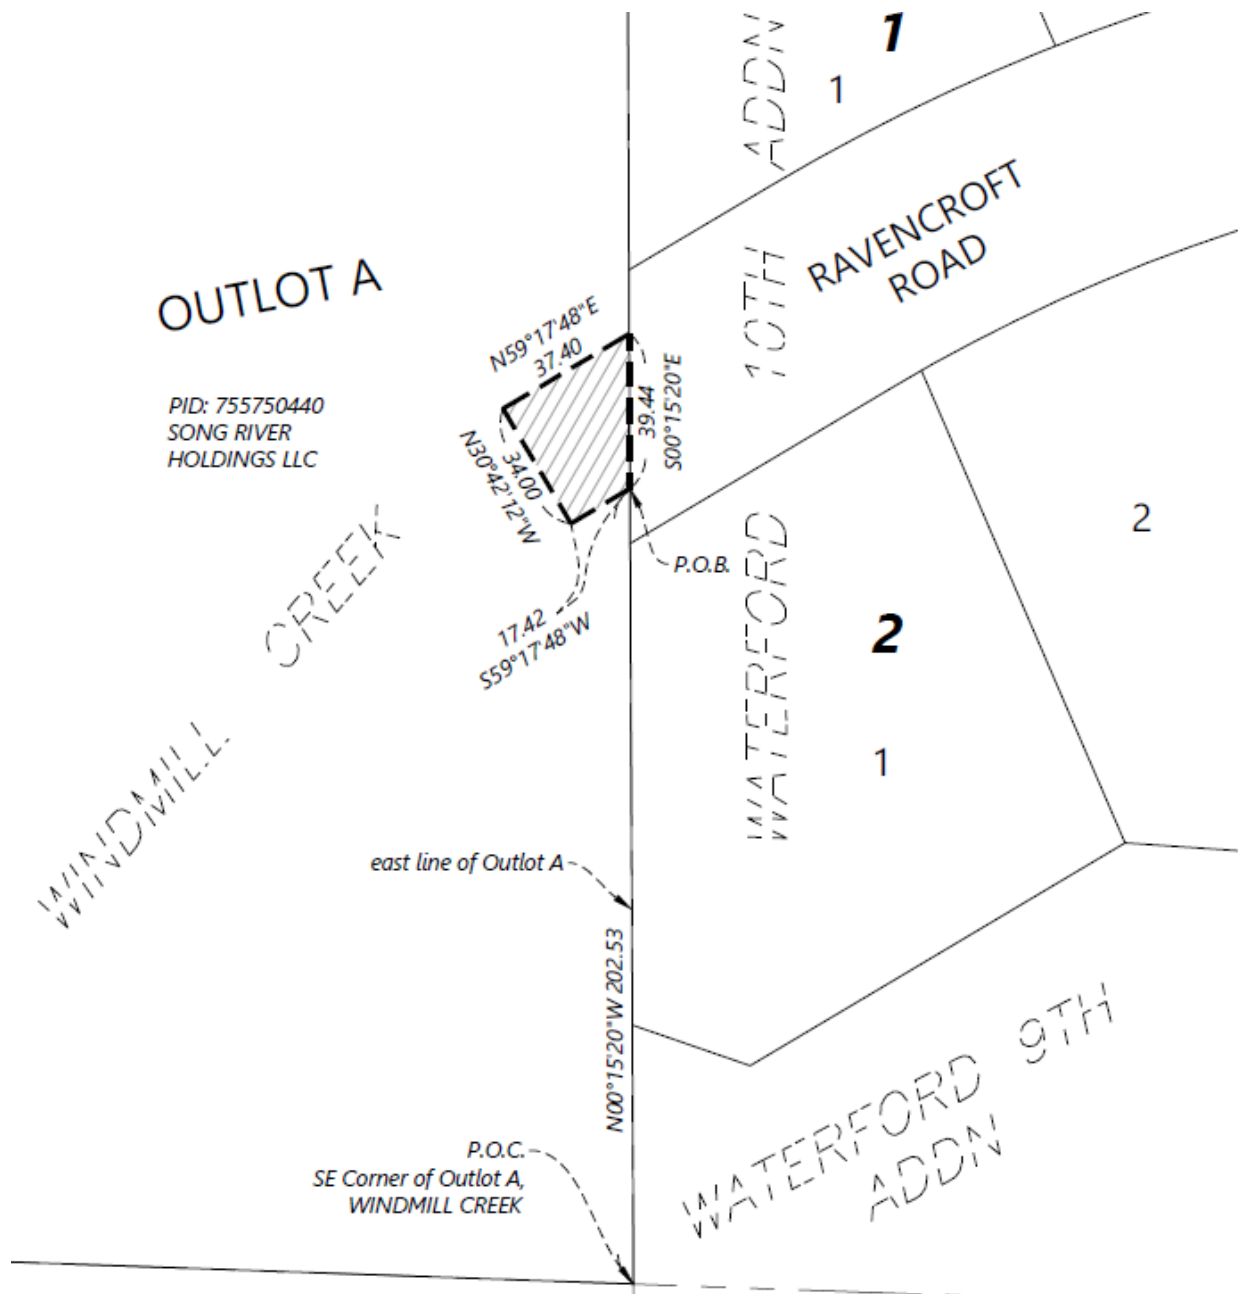 1
1
ADDN
RAVENCROFT
ROAD
10TH
OUTLOT A
N59°17'48"E
37.40
PID: 755750440
SONG RIVER
HOLDINGS LLC
39.44
S00°15'20"E
34.00
N30°42'12"W
P.O.B.
2
WATERFORD
CREEK
17.42
S59°17'48"W
2
1
WINDMILL
east line of Outlot A
N00°15'20"W 202.53
WATERFORD 9TH
ADDN
P.O.C.
SE Corner of Outlot A,
WINDMILL CREEK